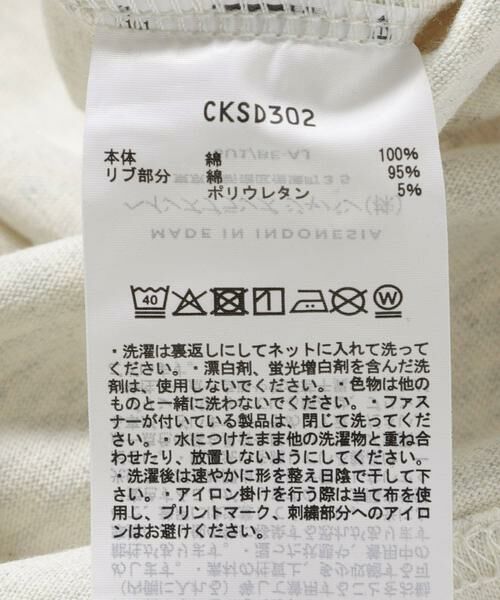 CKSD302
本体 綿 100%
リブ部分 綿 95%
ポリウレタン 5%
MADE IN INDONESIA
40 W
・洗濯は裏返しにしてネットに入れて洗って
ください。・漂白剤、蛍光増白剤を含んだ洗
剤は、使用しないでください。・色物は他の
ものと一緒に洗わないでください。・ファス
ナーが付いている製品は、閉じて洗ってくだ
さい。・水につけたまま他の洗濯物と重ね合
わせたり、放置しないようにしてください。
・洗濯後は速やかに形を整え日陰で干して下
さい。・アイロン掛けを行う際は当て布を使
用し、プリントマーク、刺繍部分へのアイロ
ンはお避けください。